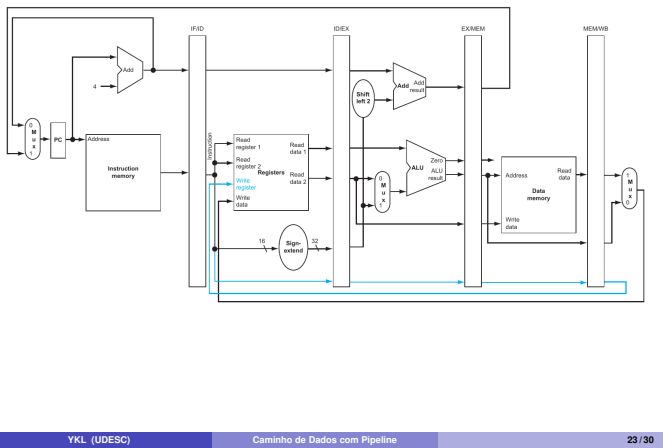 IF/ID
ID/EX
EX/MEM
MEM/WB
Add
4
Add
Add
result
Shift
left 2
0
M
u
x
1
PC
Address
Instruction
memory
Instruction
Read
register 1
Read
register 2
Write
register
Write
data
Registers
Read
data 1
Read
data 2
0
M
u
x
1
ALU
Zero
ALU
result
Address
Write
data
Data
memory
Read
data
1
M
u
x
0
16
Sign-
extend
32
YKL (UDESC)
Caminho de Dados com Pipeline
23 / 30